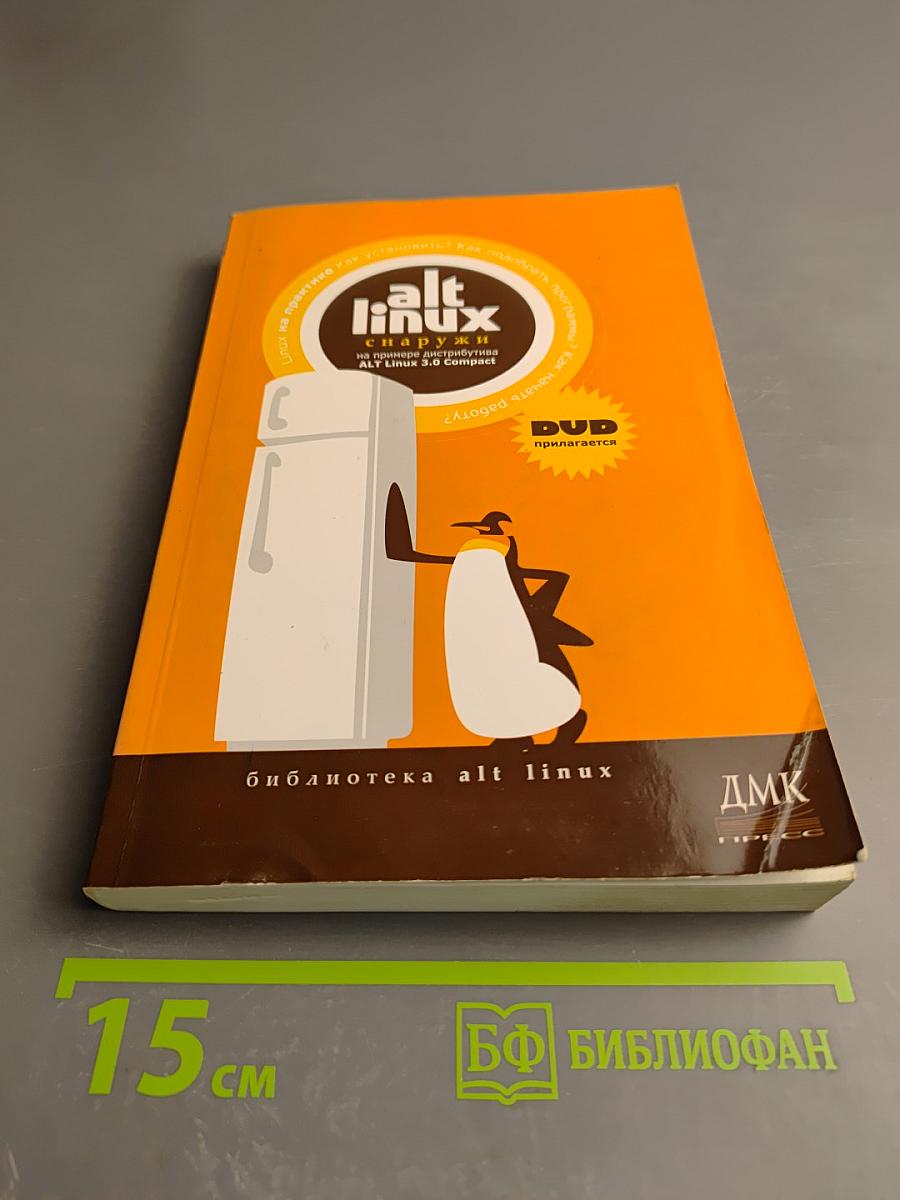 Linux на практике Как установить? Как подобрать программы? Как начать работу?
alt
linux
снаружи
на примере дистрибутива
ALT Linux 3.0 Compact
DVD
прилагается
библиотека alt linux
ДМК
ПРЕСС
15 см
БФ БИБЛИОФАН